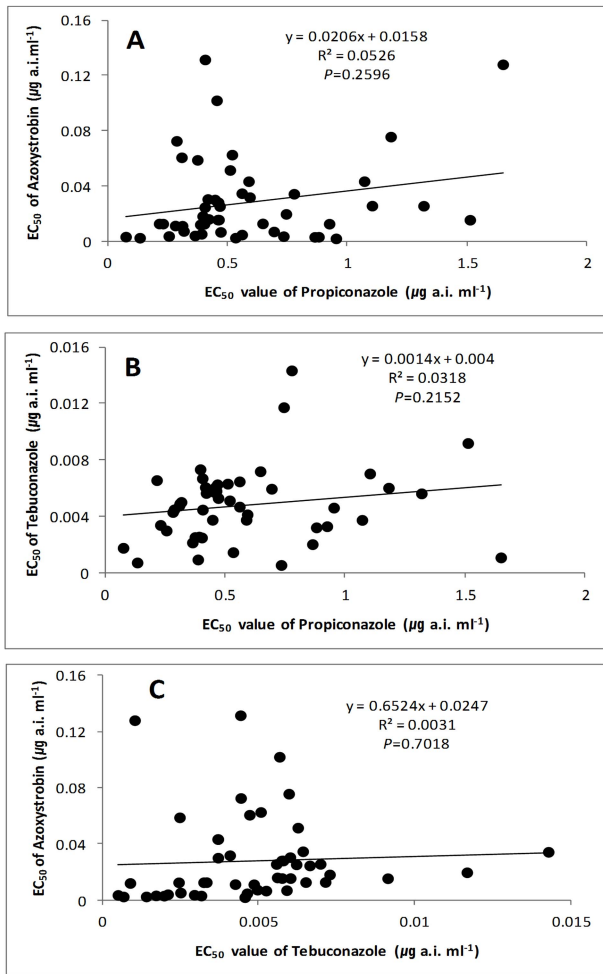 A
y = 0.0206x + 0.0158
R² = 0.0526
P=0.2596
EC₅₀ of Azoxystrobin (µg a.i.ml⁻¹)
0.16
0.12
0.08
0.04
0
0 0.5 1 1.5 2
EC₅₀ value of Propiconazole (µg a.i. ml⁻¹)
B
y = 0.0014x + 0.004
R² = 0.0318
P=0.2152
EC₅₀ of Tebuconazole (µg a.i. ml⁻¹)
0.016
0.012
0.008
0.004
0
0 0.5 1 1.5 2
EC₅₀ value of Propiconazole (µg a.i. ml⁻¹)
C
y = 0.6524x + 0.0247
R² = 0.0031
P=0.7018
EC₅₀ of Azoxystrobin (µg a.i. ml⁻¹)
0.16
0.12
0.08
0.04
0
0 0.005 0.01 0.015
EC₅₀ value of Tebuconazole (µg a.i. ml⁻¹)